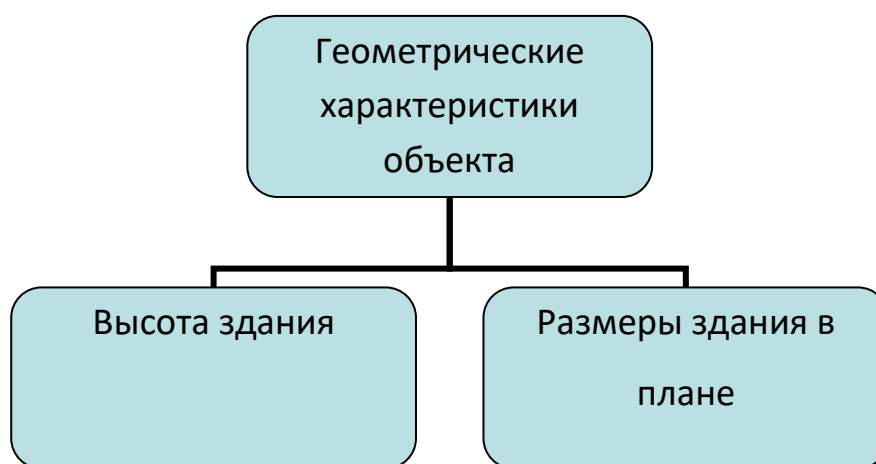 Геометрические
характеристики
объекта
Высота здания
Размеры здания в
плане